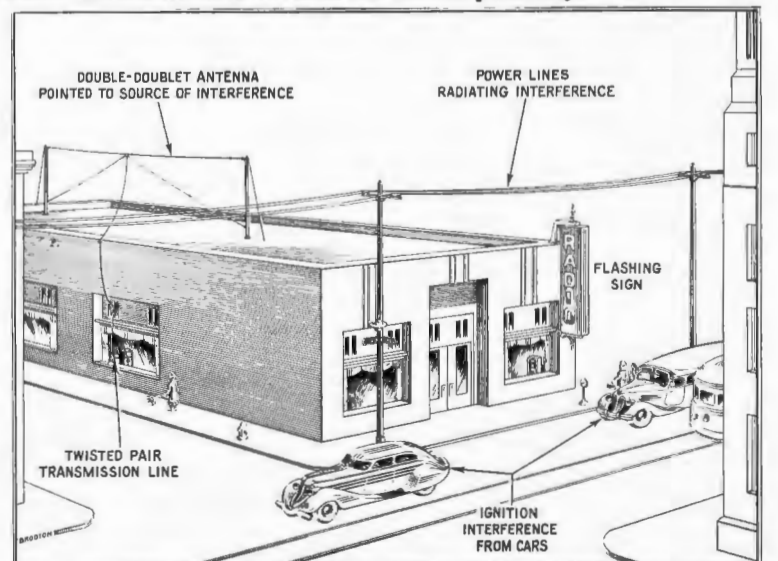 DOUBLE-DOUBLET ANTENNA
POINTED TO SOURCE OF INTERFERENCE
POWER LINES
RADIATING INTERFERENCE
RADIO
FLASHING
SIGN
TWISTED PAIR
TRANSMISSION LINE
IGNITION
INTERFERENCE
FROM CARS